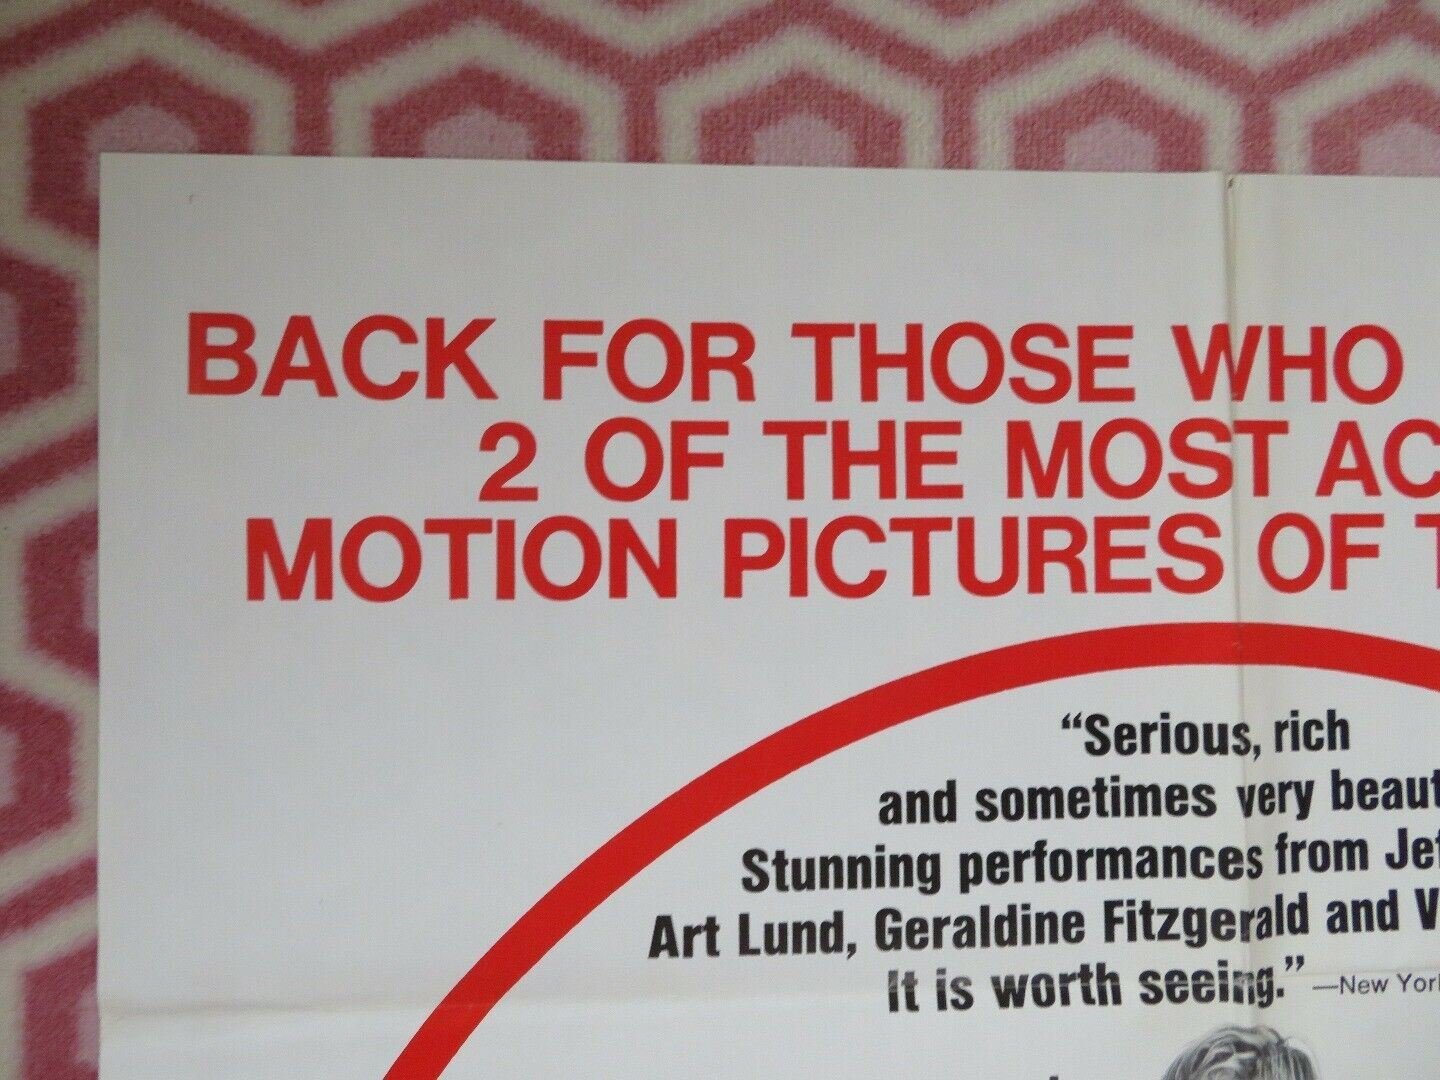 BACK FOR THOSE WHO
2 OF THE MOST AC
MOTION PICTURES OF T
“Serious, rich
and sometimes very beaut
Stunning performances from Jef
Art Lund, Geraldine Fitzgerald and V
It is worth seeing.” —New York